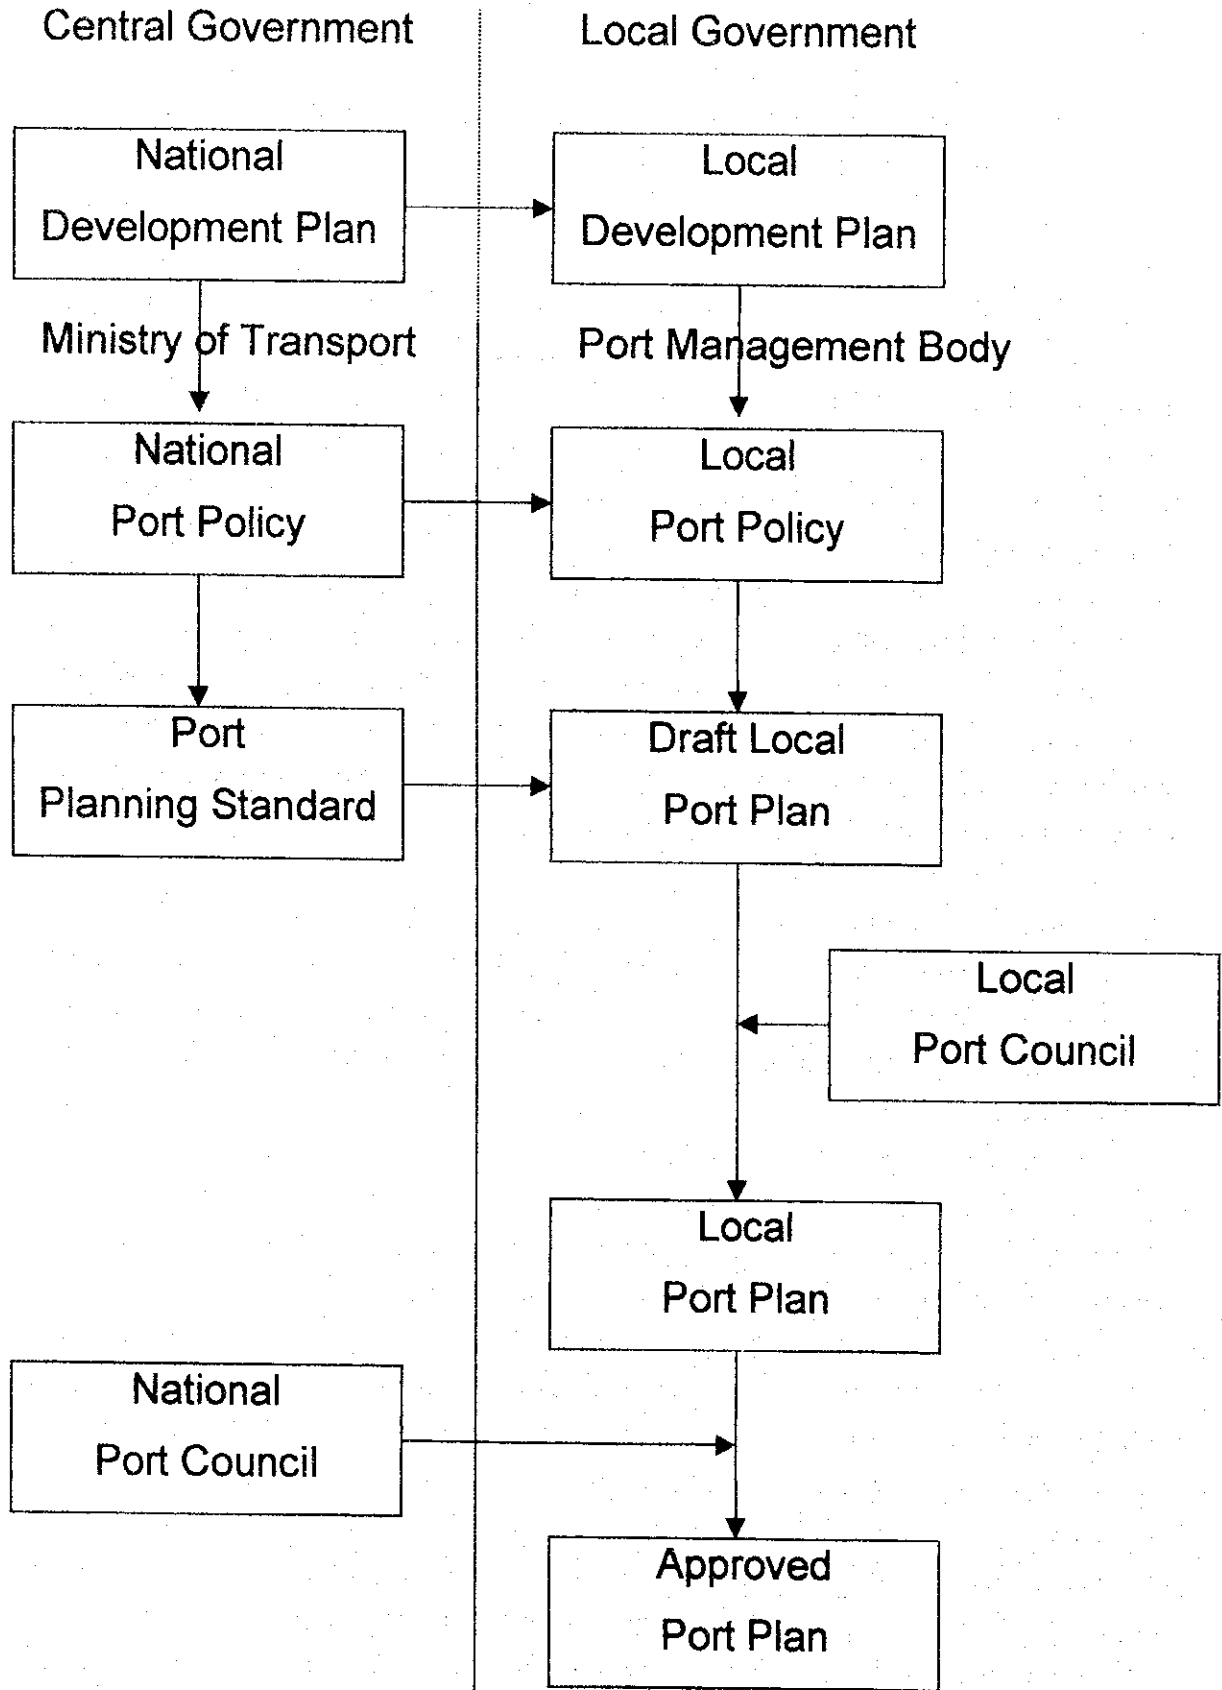 Central Government
Local Government
National
Development Plan
Local
Development Plan
Ministry of Transport
Port Management Body
National
Port Policy
Local
Port Policy
Port
Planning Standard
Draft Local
Port Plan
Local
Port Council
Local
Port Plan
National
Port Council
Approved
Port Plan